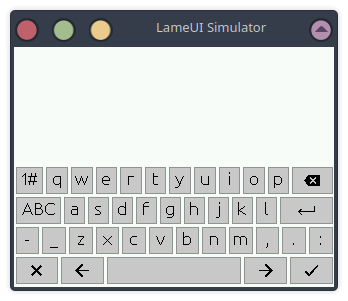 LameUI Simulator
1# q w e r t y u i o p
ABC a s d f g h j k l
- _ z x c v b n m , . :